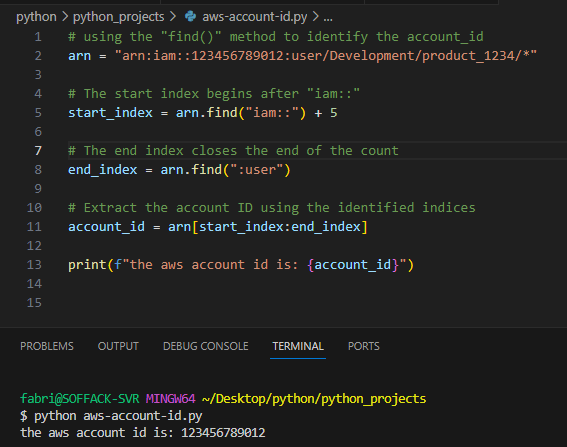 python > python_projects > aws-account-id.py > ...
1 # using the "find()" method to identify the account_id
2 arn = "arn:iam::123456789012:user/Development/product_1234/*"
3
4 # The start index begins after "iam::"
5 start_index = arn.find("iam::") + 5
6
7 # The end index closes the end of the count
8 end_index = arn.find(":user")
9
10 # Extract the account ID using the identified indices
11 account_id = arn[start_index:end_index]
12
13 print(f"the aws account id is: {account_id}")
14
15
PROBLEMS OUTPUT DEBUG CONSOLE TERMINAL PORTS
fabri@SOFFACK-SVR MINGW64 ~/Desktop/python/python_projects
$ python aws-account-id.py
the aws account id is: 123456789012